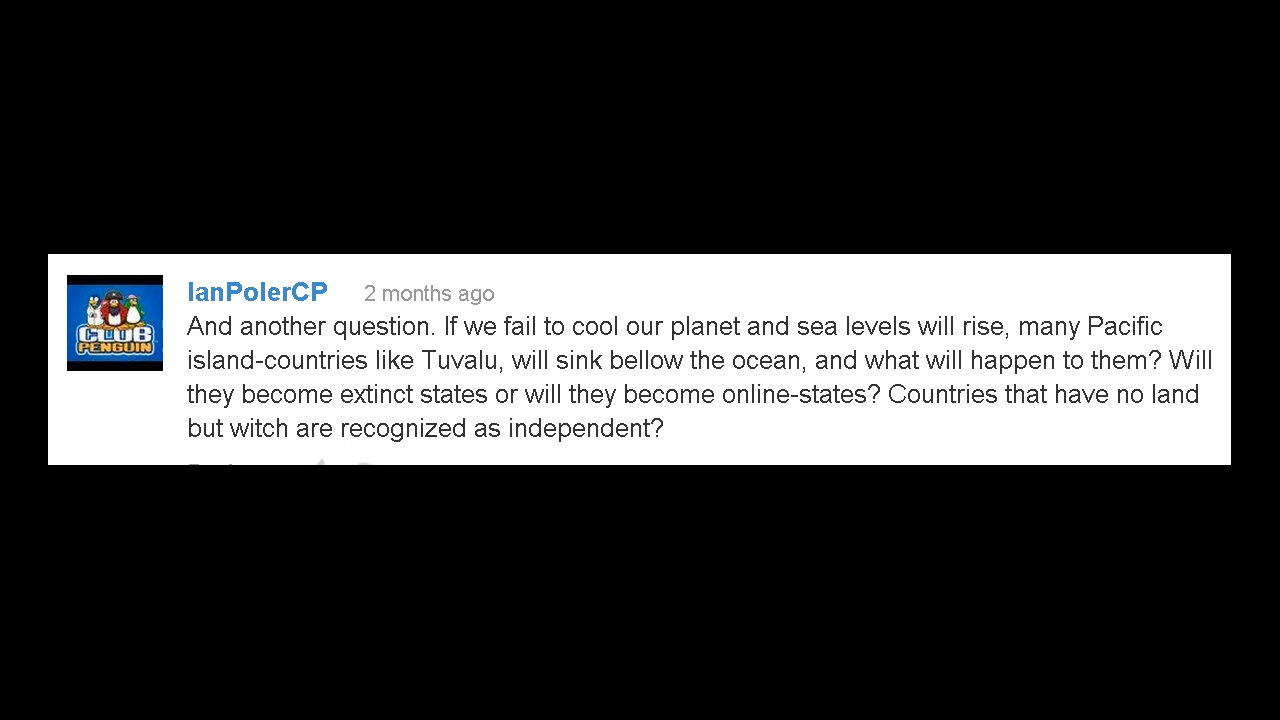 IanPolerCP 2 months ago
And another question. If we fail to cool our planet and sea levels will rise, many Pacific
island-countries like Tuvalu, will sink bellow the ocean, and what will happen to them? Will
they become extinct states or will they become online-states? Countries that have no land
but witch are recognized as independent?
CLUB
PENGUIN